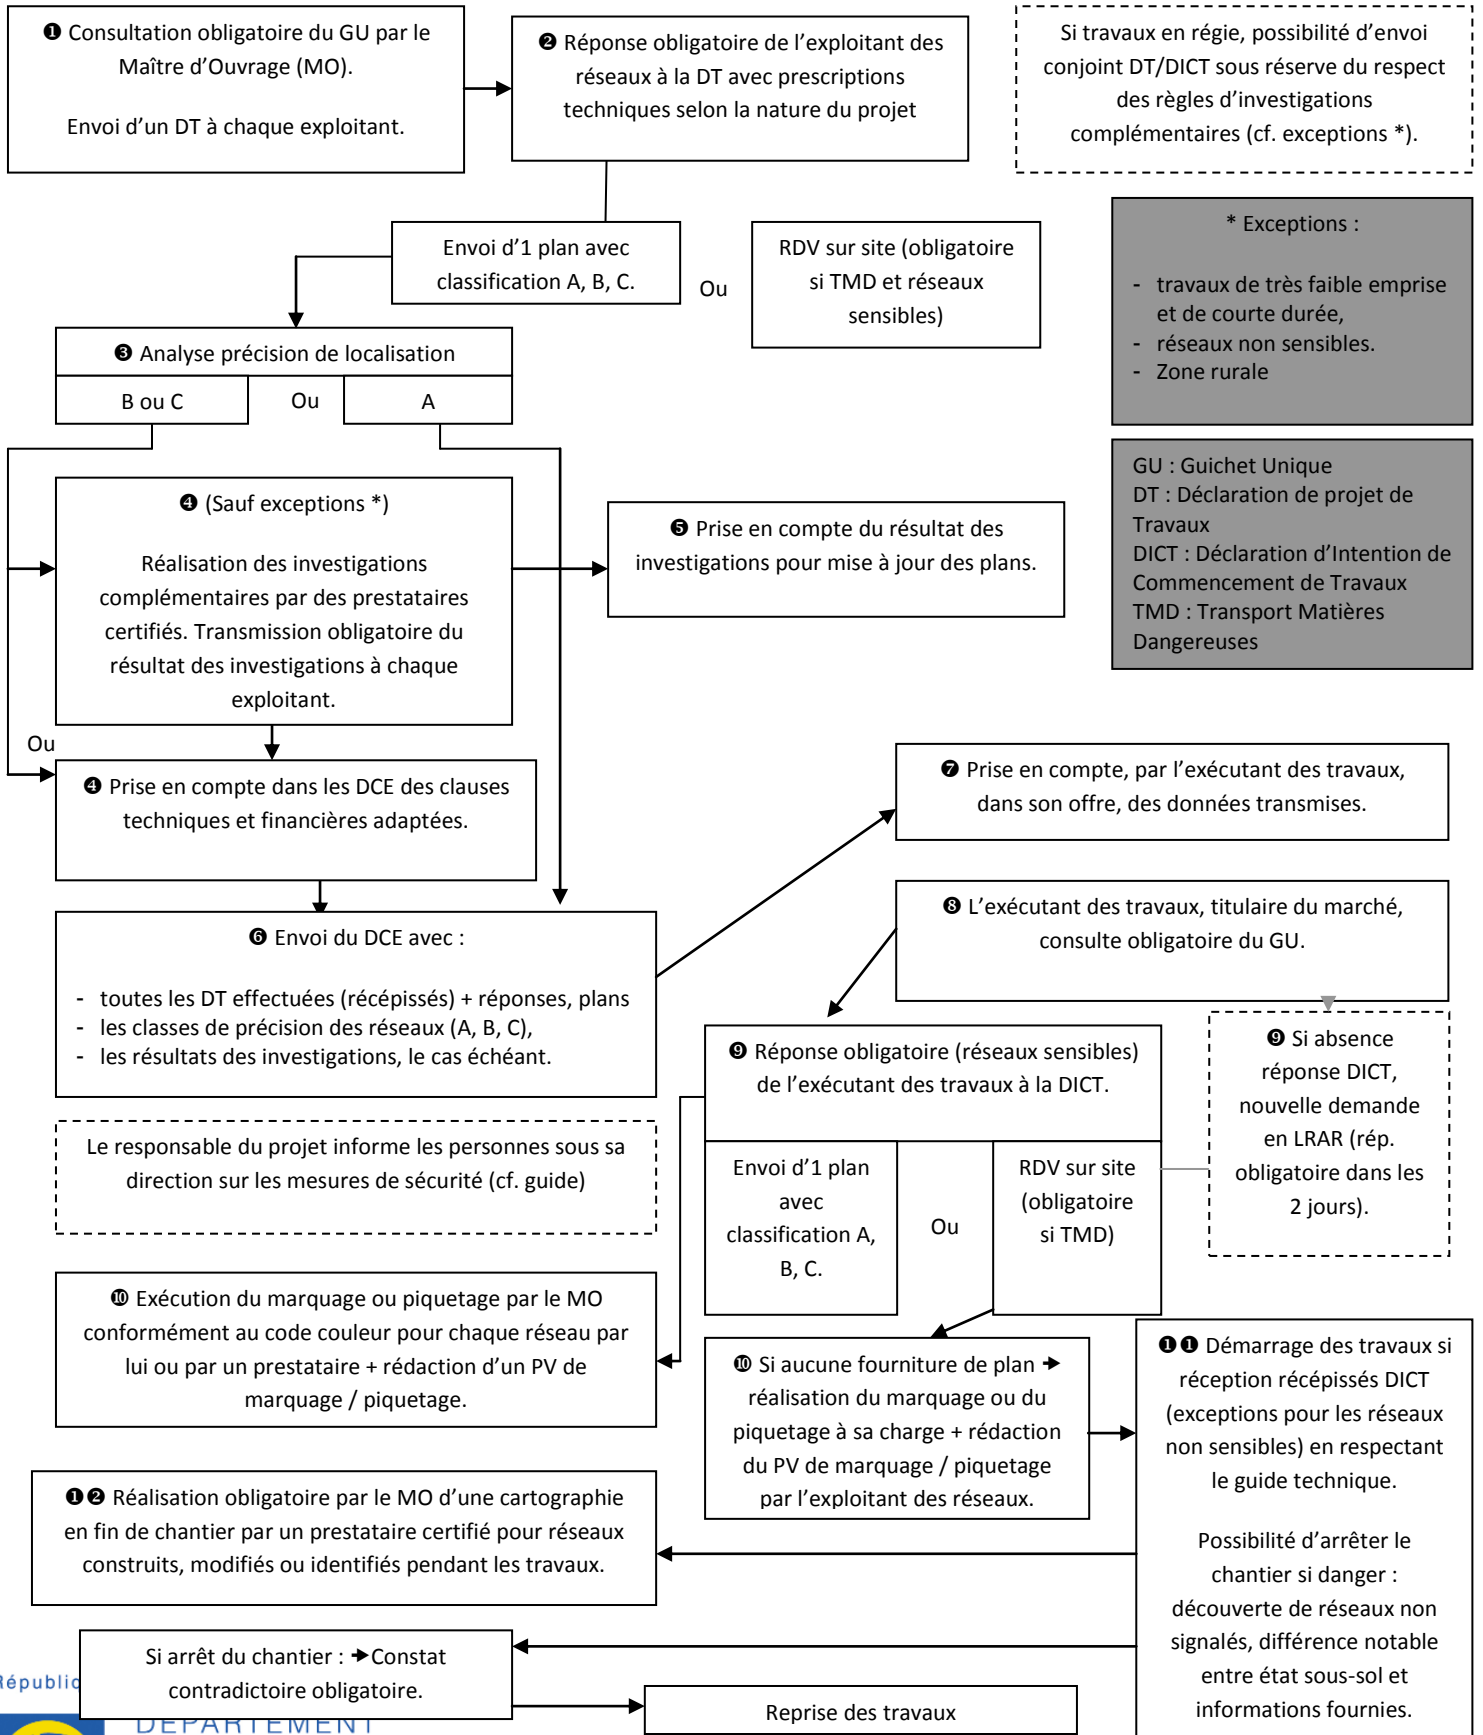 ❶ Consultation obligatoire du GU par le
Maître d'Ouvrage (MO).
Envoi d'un DT à chaque exploitant.
❷ Réponse obligatoire de l'exploitant des
réseaux à la DT avec prescriptions
techniques selon la nature du projet
Si travaux en régie, possibilité d'envoi
conjoint DT/DICT sous réserve du respect
des règles d'investigations
complémentaires (cf. exceptions *).
Envoi d'1 plan avec
classification A, B, C.
Ou
RDV sur site (obligatoire
si TMD et réseaux
sensibles)
* Exceptions :
- travaux de très faible emprise
et de courte durée,
- réseaux non sensibles.
- Zone rurale
❸ Analyse précision de localisation
B ou C
Ou
A
GU : Guichet Unique
DT : Déclaration de projet de
Travaux
DICT : Déclaration d'Intention de
Commencement de Travaux
TMD : Transport Matières
Dangereuses
❹ (Sauf exceptions *)
Réalisation des investigations
complémentaires par des prestataires
certifiés. Transmission obligatoire du
résultat des investigations à chaque
exploitant.
❺ Prise en compte du résultat des
investigations pour mise à jour des plans.
Ou
❹ Prise en compte dans les DCE des clauses
techniques et financières adaptées.
❼ Prise en compte, par l'exécutant des travaux,
dans son offre, des données transmises.
❻ Envoi du DCE avec :
- toutes les DT effectuées (récépissés) + réponses, plans
- les classes de précision des réseaux (A, B, C),
- les résultats des investigations, le cas échéant.
❽ L'exécutant des travaux, titulaire du marché,
consulte obligatoire du GU.
❾ Réponse obligatoire (réseaux sensibles)
de l'exécutant des travaux à la DICT.
❾ Si absence
réponse DICT,
nouvelle demande
en LRAR (rép.
obligatoire dans les
2 jours).
Le responsable du projet informe les personnes sous sa
direction sur les mesures de sécurité (cf. guide)
Envoi d'1 plan
avec
classification A,
B, C.
Ou
RDV sur site
(obligatoire
si TMD)
❿ Exécution du marquage ou piquetage par le MO
conformément au code couleur pour chaque réseau par
lui ou par un prestataire + rédaction d'un PV de
marquage / piquetage.
❿ Si aucune fourniture de plan ➜
réalisation du marquage ou du
piquetage à sa charge + rédaction
du PV de marquage / piquetage
par l'exploitant des réseaux.
❶❶ Démarrage des travaux si
réception récépissés DICT
(exceptions pour les réseaux
non sensibles) en respectant
le guide technique.
Possibilité d'arrêter le
chantier si danger :
découverte de réseaux non
signalés, différence notable
entre état sous-sol et
informations fournies.
❶❷ Réalisation obligatoire par le MO d'une cartographie
en fin de chantier par un prestataire certifié pour réseaux
construits, modifiés ou identifiés pendant les travaux.
Si arrêt du chantier : ➜Constat
contradictoire obligatoire.
Reprise des travaux
Républiq
DEPARTEMENT